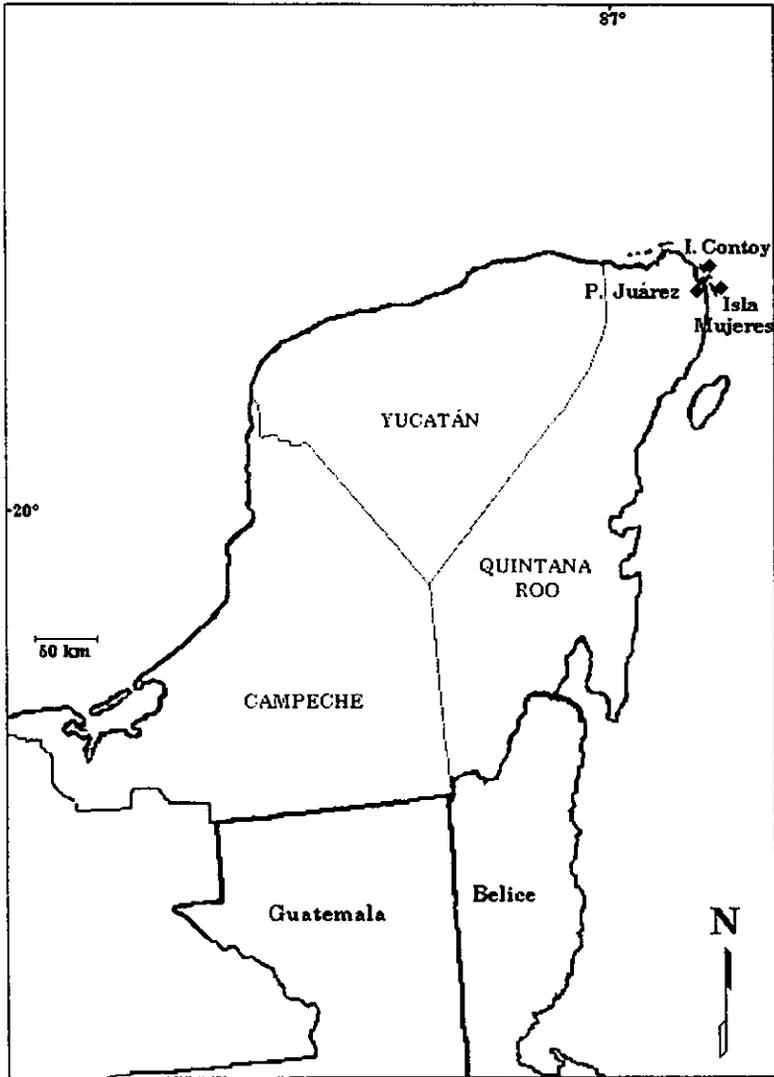 87°
I. Contoy
P. Juárez
Isla
Mujeres
YUCATÁN
20°
QUINTANA
ROO
50 km
CAMPECHE
Belice
Guatemala
N